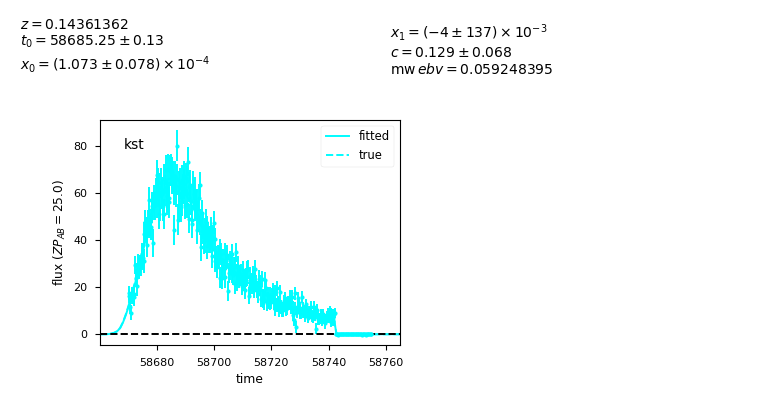 z = 0.14361362
t₀ = 58685.25 ± 0.13
x₀ = (1.073 ± 0.078) × 10⁻⁴
x₁ = (−4 ± 137) × 10⁻³
c = 0.129 ± 0.068
mw ebv = 0.059248395
kst
fitted
true
flux (ZP_AB = 25.0)
80
60
40
20
0
58680 58700 58720 58740 58760
time